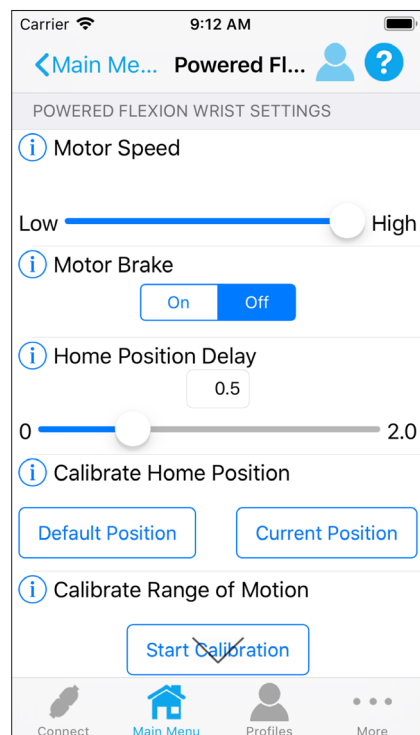 Carrier 9:12 AM
Main Me... Powered Fl... ?
POWERED FLEXION WRIST SETTINGS
i Motor Speed
Low High
i Motor Brake
On Off
i Home Position Delay
0.5
0 2.0
i Calibrate Home Position
Default Position Current Position
i Calibrate Range of Motion
Start Calibration
Connect Main Menu Profiles More